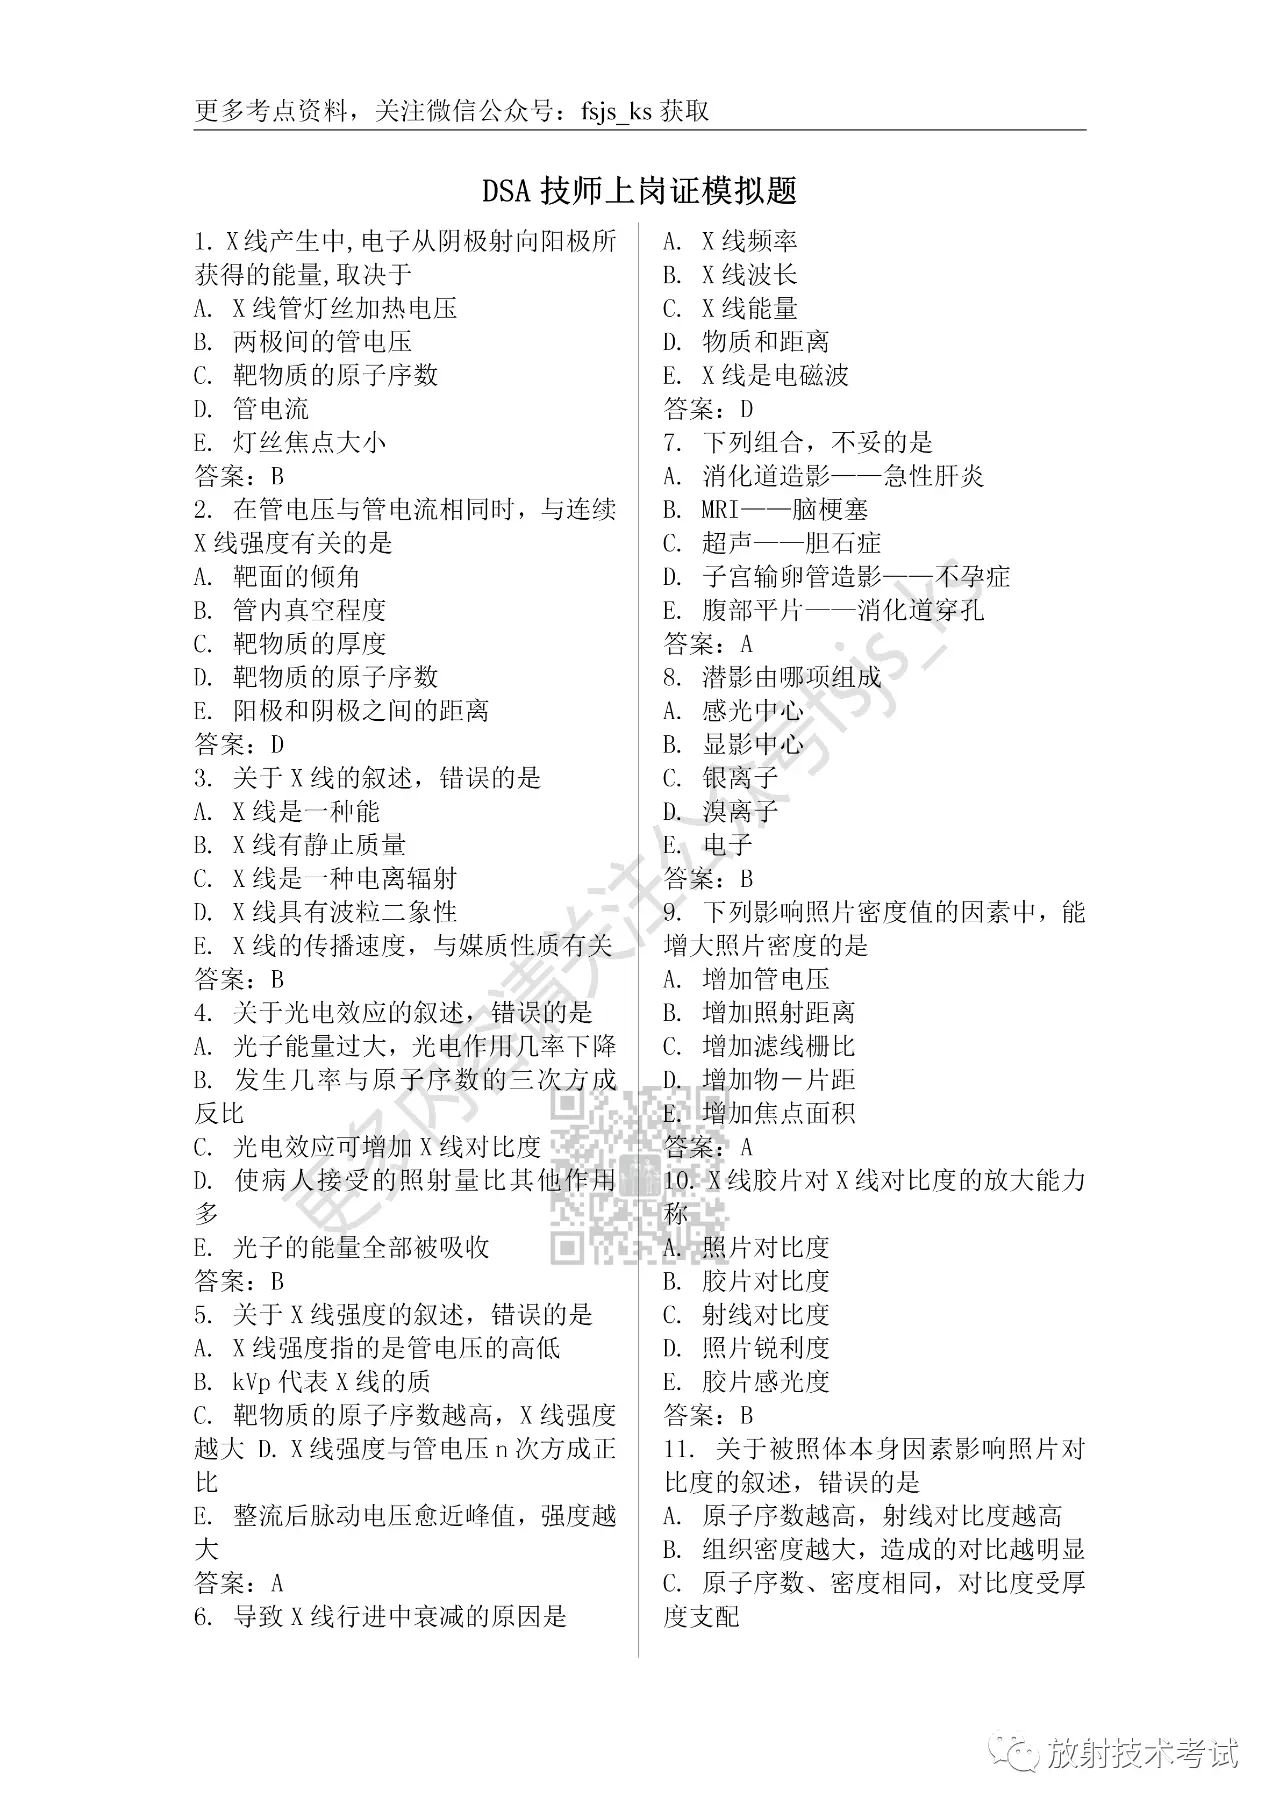 更多考点资料，关注微信公众号：fsjs_ks 获取
DSA 技师上岗证模拟题
1. X线产生中,电子从阴极射向阳极所
获得的能量,取决于
A. X 线管灯丝加热电压
B. 两极间的管电压
C. 靶物质的原子序数
D. 管电流
E. 灯丝焦点大小
答案：B
2. 在管电压与管电流相同时，与连续
X 线强度有关的是
A. 靶面的倾角
B. 管内真空程度
C. 靶物质的厚度
D. 靶物质的原子序数
E. 阳极和阴极之间的距离
答案：D
3. 关于 X 线的叙述，错误的是
A. X 线是一种能
B. X 线有静止质量
C. X 线是一种电离辐射
D. X 线具有波粒二象性
E. X 线的传播速度，与媒质性质有关
答案：B
4. 关于光电效应的叙述，错误的是
A. 光子能量过大，光电作用几率下降
B. 发生几率与原子序数的三次方成
反比
C. 光电效应可增加 X 线对比度
D. 使病人接受的照射量比其他作用
多
E. 光子的能量全部被吸收
答案：B
5. 关于 X 线强度的叙述，错误的是
A. X 线强度指的是管电压的高低
B. kVp 代表 X 线的质
C. 靶物质的原子序数越高，X 线强度
越大 D. X 线强度与管电压 n 次方成正
比
E. 整流后脉动电压愈近峰值，强度越
大
答案：A
6. 导致 X 线行进中衰减的原因是
A. X 线频率
B. X 线波长
C. X 线能量
D. 物质和距离
E. X 线是电磁波
答案：D
7. 下列组合，不妥的是
A. 消化道造影——急性肝炎
B. MRI——脑梗塞
C. 超声——胆石症
D. 子宫输卵管造影——不孕症
E. 腹部平片——消化道穿孔
答案：A
8. 潜影由哪项组成
A. 感光中心
B. 显影中心
C. 银离子
D. 溴离子
E. 电子
答案：B
9. 下列影响照片密度值的因素中，能
增大照片密度的是
A. 增加管电压
B. 增加照射距离
C. 增加滤线栅比
D. 增加物－片距
E. 增加焦点面积
答案：A
10. X 线胶片对 X 线对比度的放大能力
称
A. 照片对比度
B. 胶片对比度
C. 射线对比度
D. 照片锐利度
E. 胶片感光度
答案：B
11. 关于被照体本身因素影响照片对
比度的叙述，错误的是
A. 原子序数越高，射线对比度越高
B. 组织密度越大，造成的对比越明显
C. 原子序数、密度相同，对比度受厚
度支配
更多内容请关注公众号fsjs_ks
放射技术考试